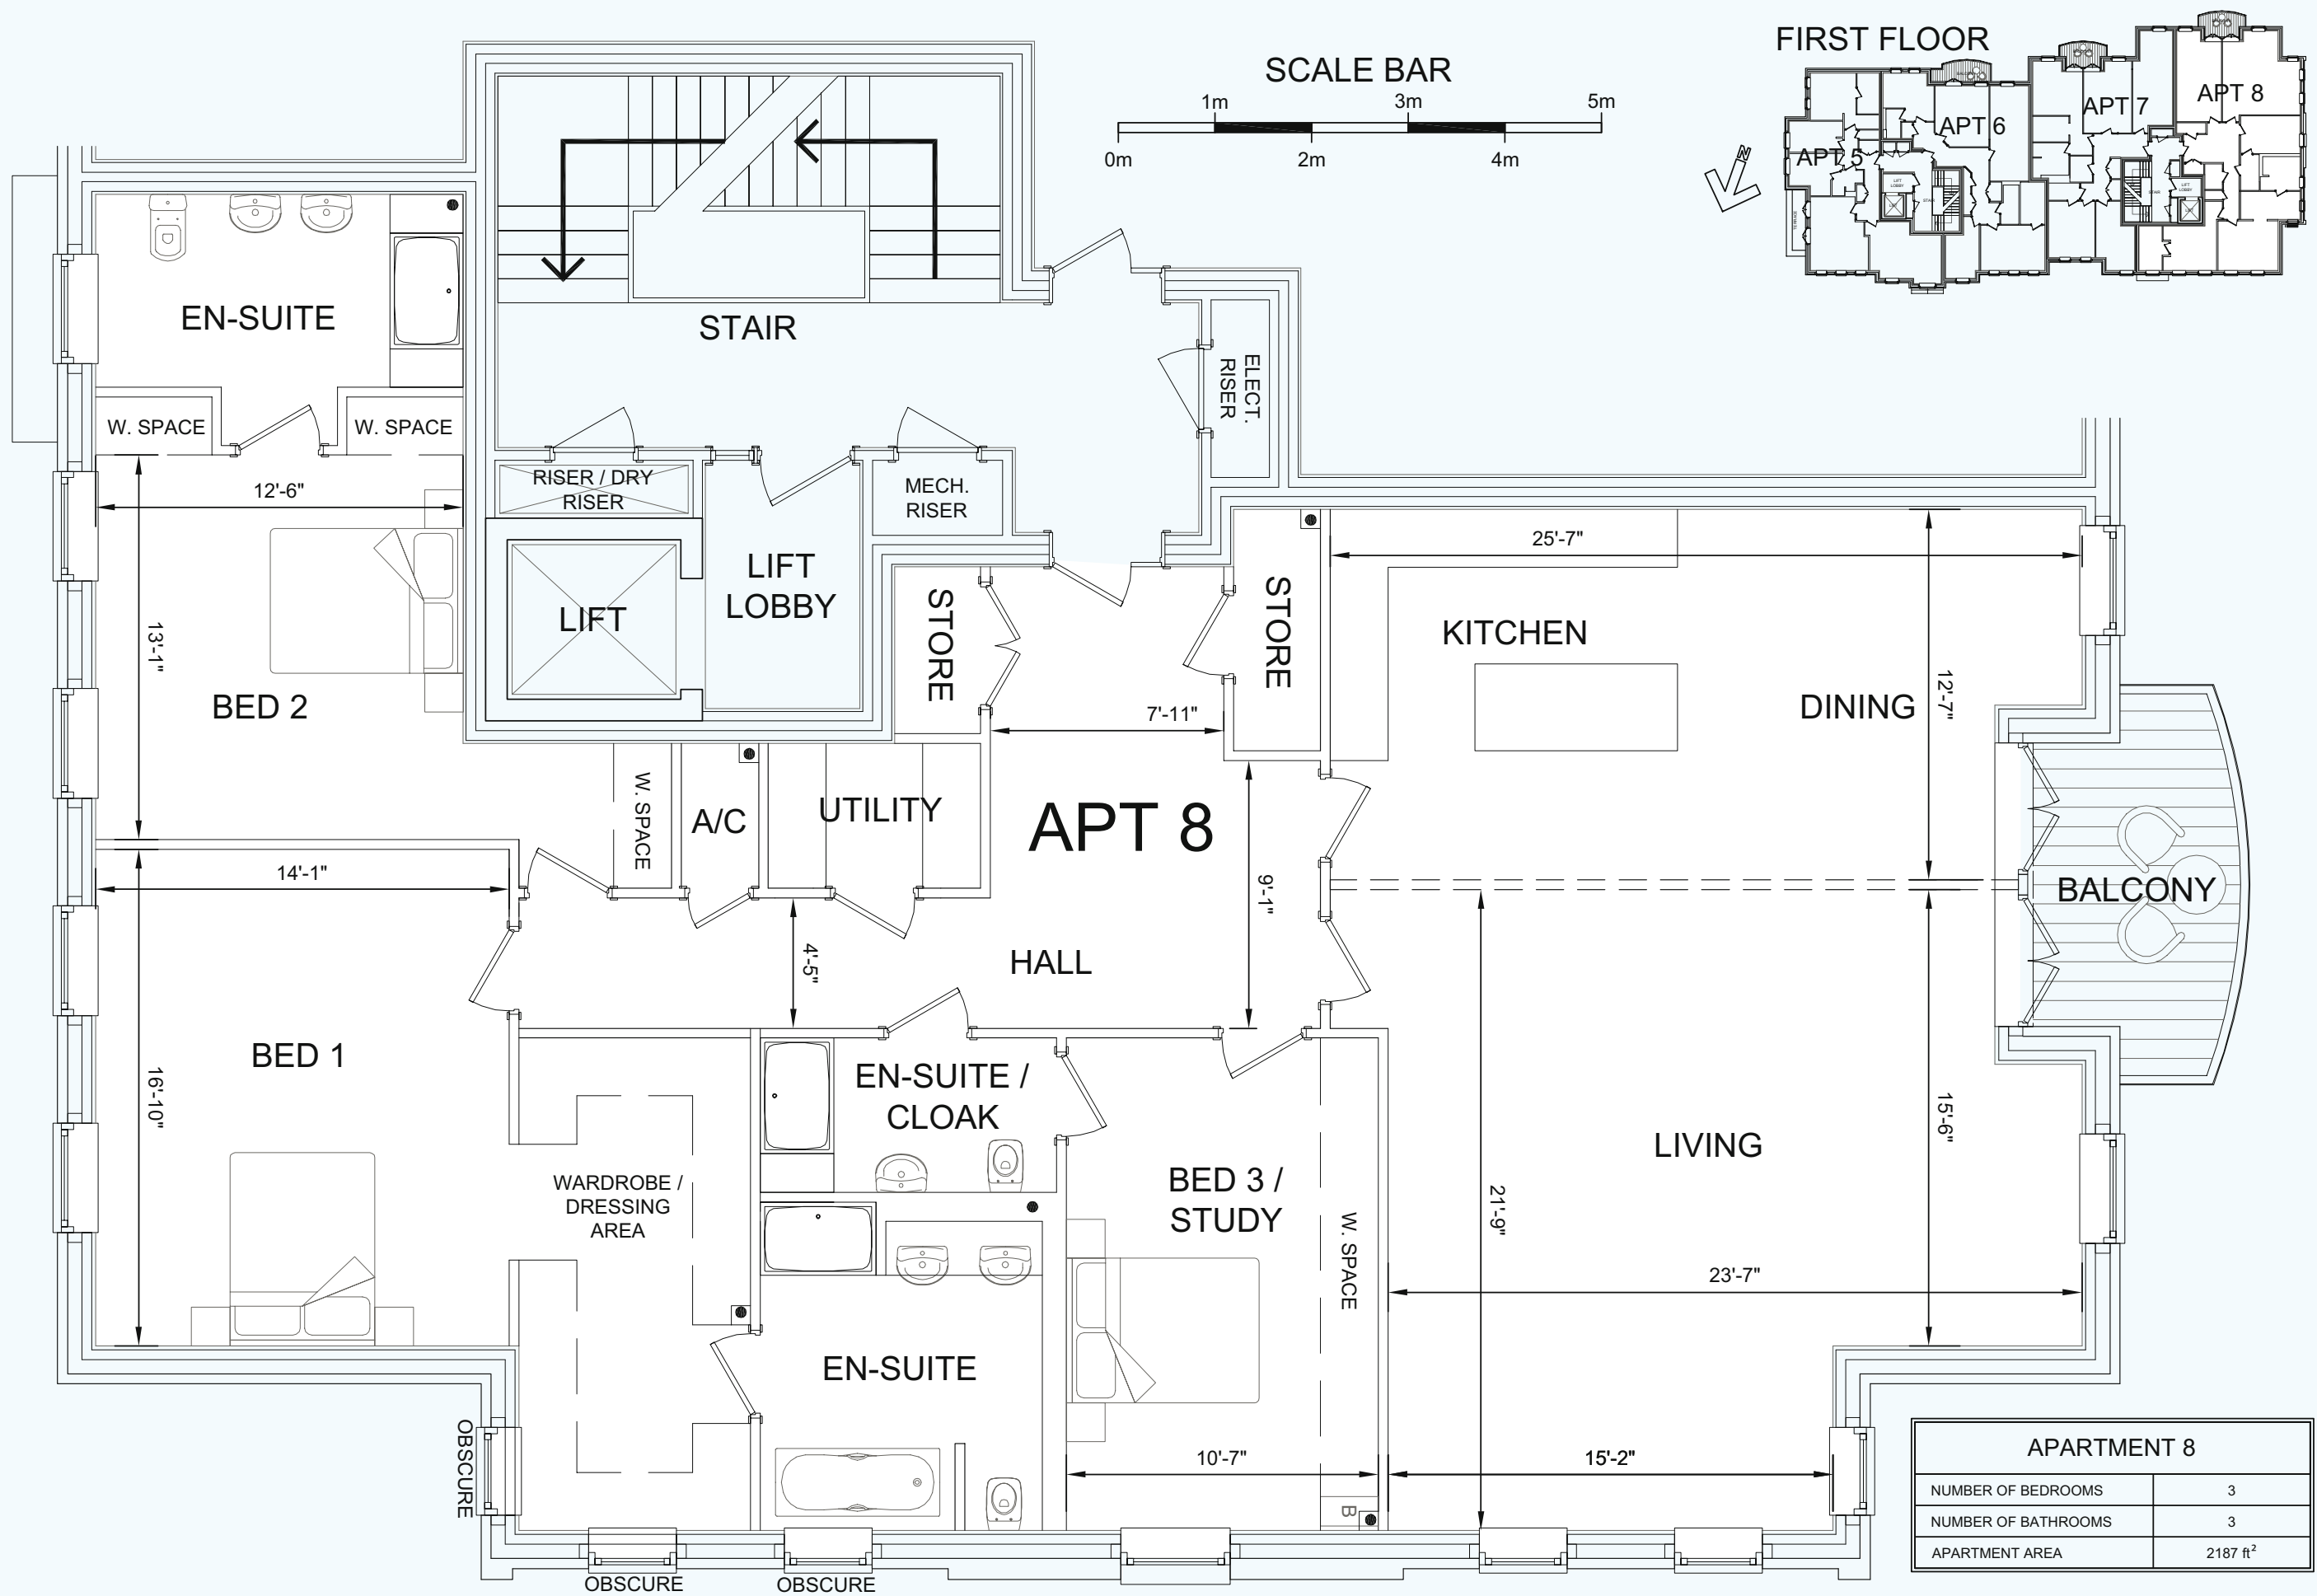 SCALE BAR
1m
3m
5m
0m
2m
4m
FIRST FLOOR
APT 5
APT 6
APT 7
APT 8
N
LIFT
LOBBY
STAIR
LIFT
LOBBY
EN-SUITE
W. SPACE
W. SPACE
12'-6"
13'-1"
BED 2
STAIR
ELECT.
RISER
RISER / DRY
RISER
MECH.
RISER
LIFT
LIFT
LOBBY
STORE
STORE
25'-7"
KITCHEN
DINING
12'-7"
7'-11"
W. SPACE
A/C
UTILITY
APT 8
14'-1"
9'-1"
BALCONY
4'-5"
HALL
BED 1
16'-10"
EN-SUITE /
CLOAK
WARDROBE /
DRESSING
AREA
BED 3 /
STUDY
W. SPACE
LIVING
15'-6"
21'-9"
23'-7"
EN-SUITE
10'-7"
15'-2"
B
OBSCURE
OBSCURE
OBSCURE
APARTMENT 8
NUMBER OF BEDROOMS 3
NUMBER OF BATHROOMS 3
APARTMENT AREA 2187 ft²